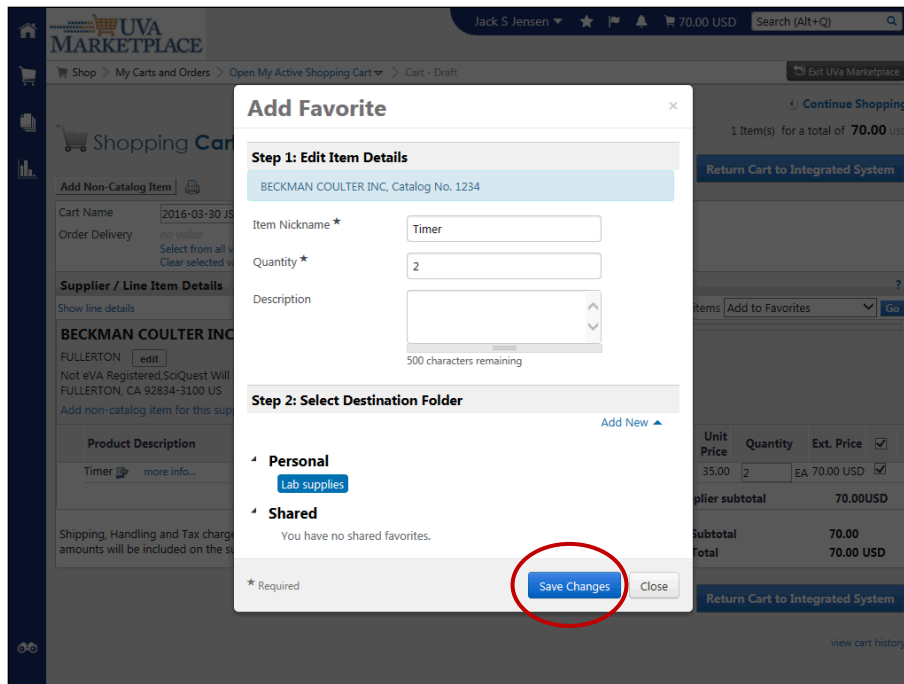 UVA
MARKETPLACE
Jack S Jensen
70.00 USD
Search (Alt+Q)
Shop > My Carts and Orders > Open My Active Shopping Cart > Cart - Draft
Exit UVa Marketplace
Continue Shopping
1 Item(s) for a total of 70.00 usd
Shopping Cart
Return Cart to Integrated System
Add Non-Catalog Item
Cart Name
2016-03-30 JS
Order Delivery
no value
Select from all v
Clear selected v
Supplier / Line Item Details
?
Show line details
items
Add to Favorites
Go
BECKMAN COULTER INC
FULLERTON
edit
Not eVA Registered,SciQuest Will
FULLERTON, CA 92834-3100 US
Add non-catalog item for this sup
Product Description
Unit Price
Quantity
Ext. Price
Timer
more info...
35.00
2
EA
70.00 USD
plier subtotal
70.00USD
Shipping, Handling and Tax charge
amounts will be included on the su
Subtotal
70.00
Total
70.00 USD
Return Cart to Integrated System
view cart history
Add Favorite
×
Step 1: Edit Item Details
BECKMAN COULTER INC, Catalog No. 1234
Item Nickname ★
Timer
Quantity ★
2
Description
500 characters remaining
Step 2: Select Destination Folder
Add New
Personal
Lab supplies
Shared
You have no shared favorites.
★ Required
Save Changes
Close